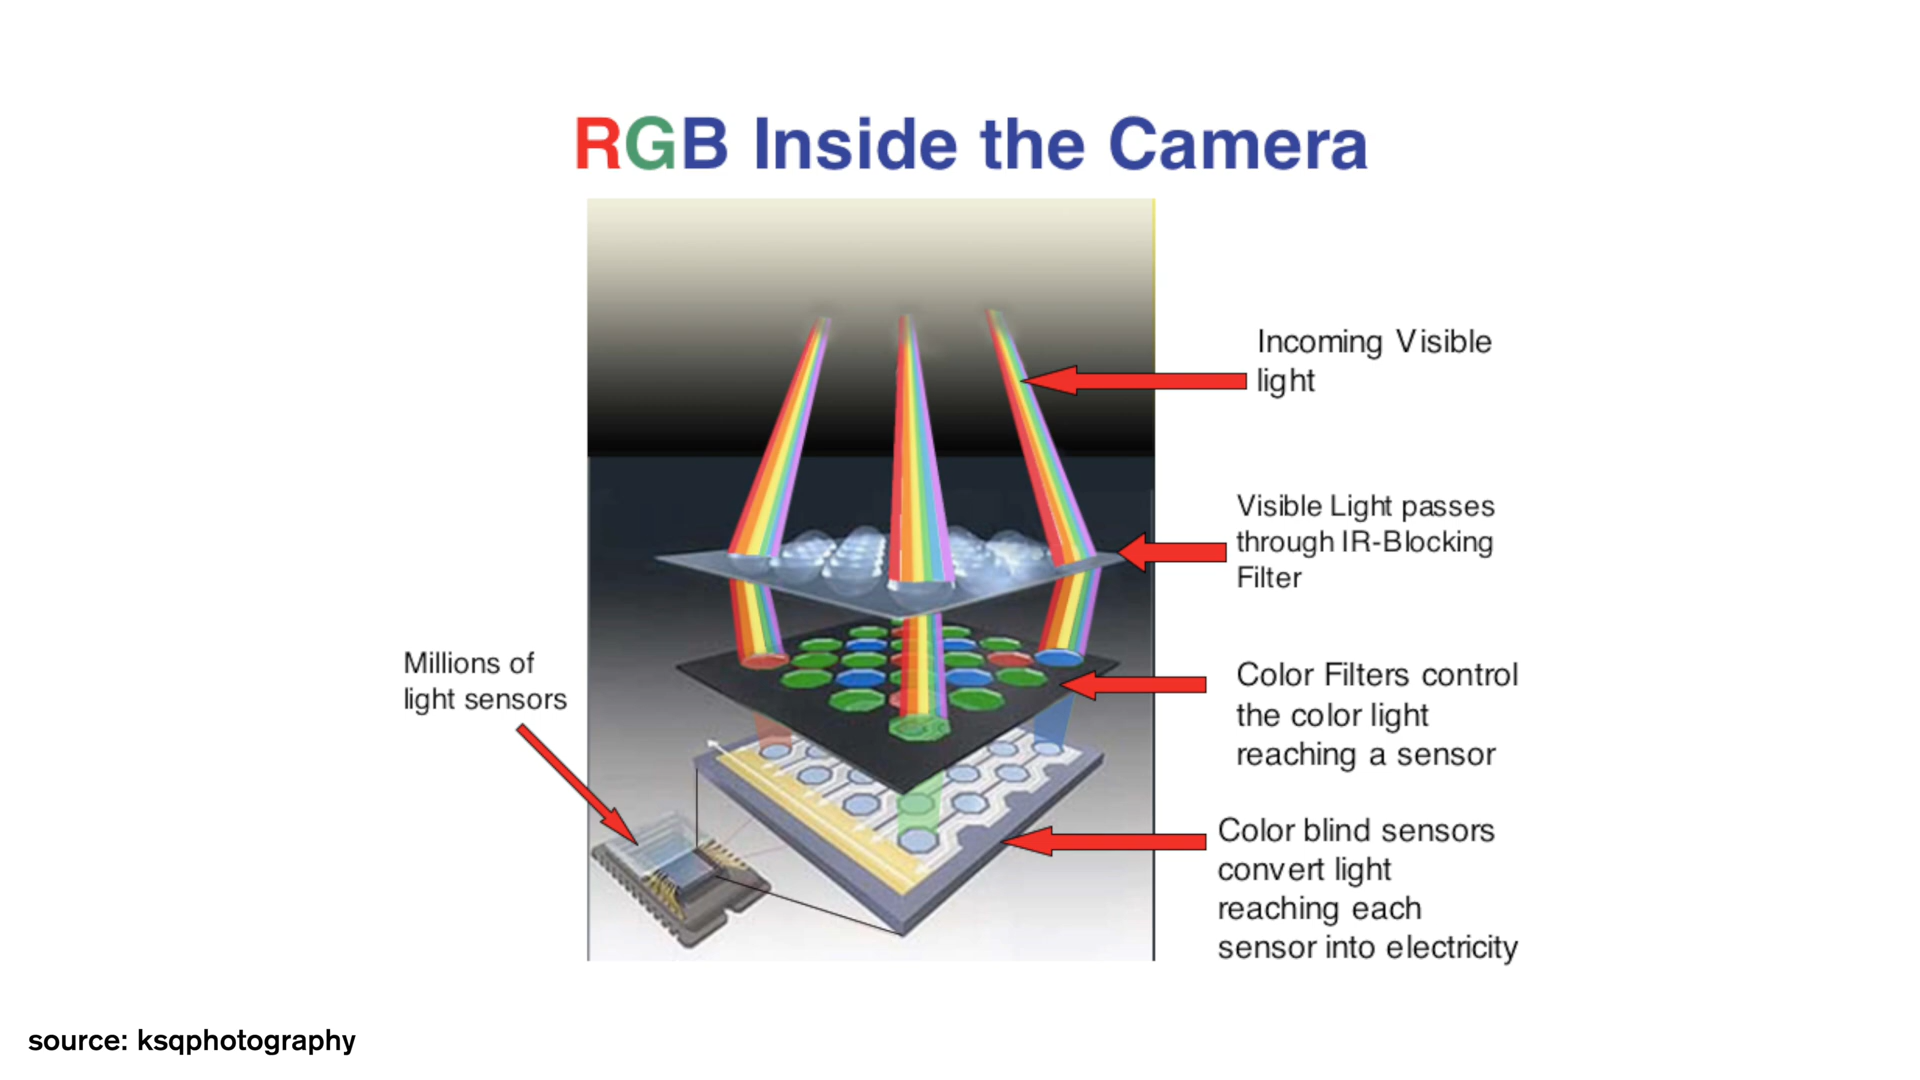 RGB Inside the Camera
Incoming Visible
light
Visible Light passes
through IR-Blocking
Filter
Millions of
light sensors
Color Filters control
the color light
reaching a sensor
Color blind sensors
convert light
reaching each
sensor into electricity
source: ksqphotography